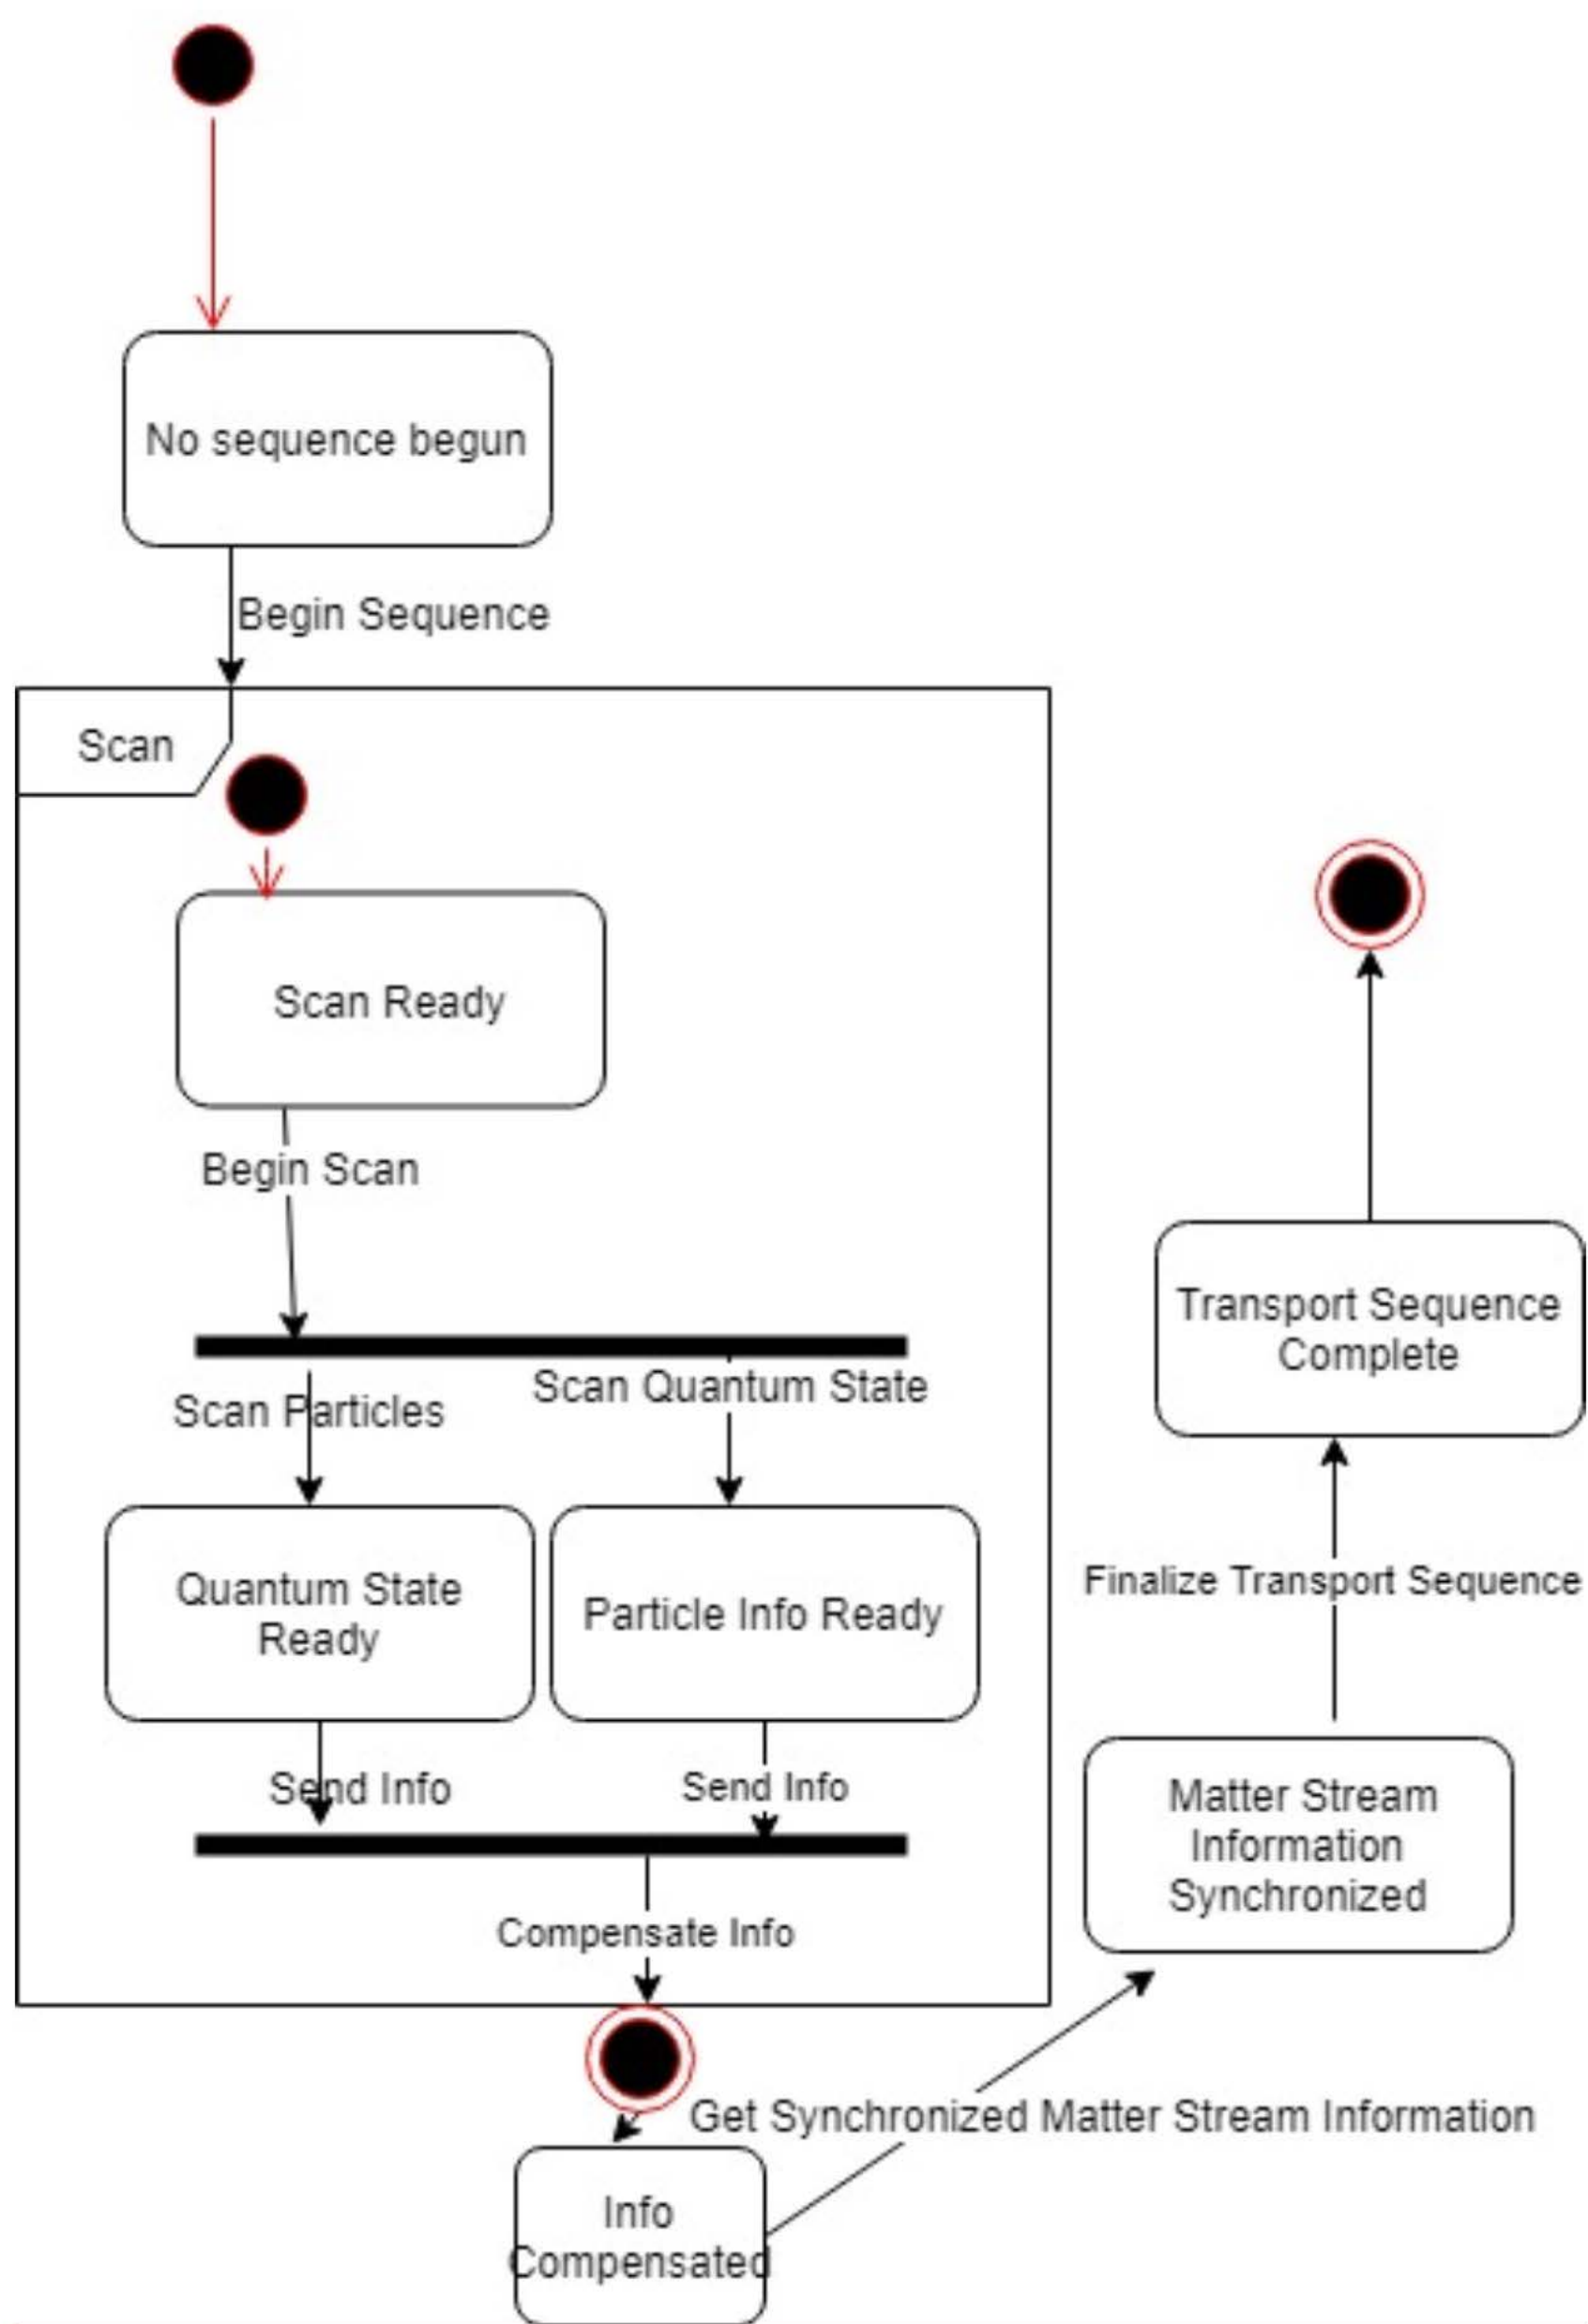 No sequence begun
Begin Sequence
Scan
Scan Ready
Begin Scan
Scan Particles
Scan Quantum State
Quantum State
Ready
Particle Info Ready
Send Info
Send Info
Compensate Info
Info
Compensated
Get Synchronized Matter Stream Information
Matter Stream
Information
Synchronized
Finalize Transport Sequence
Transport Sequence
Complete